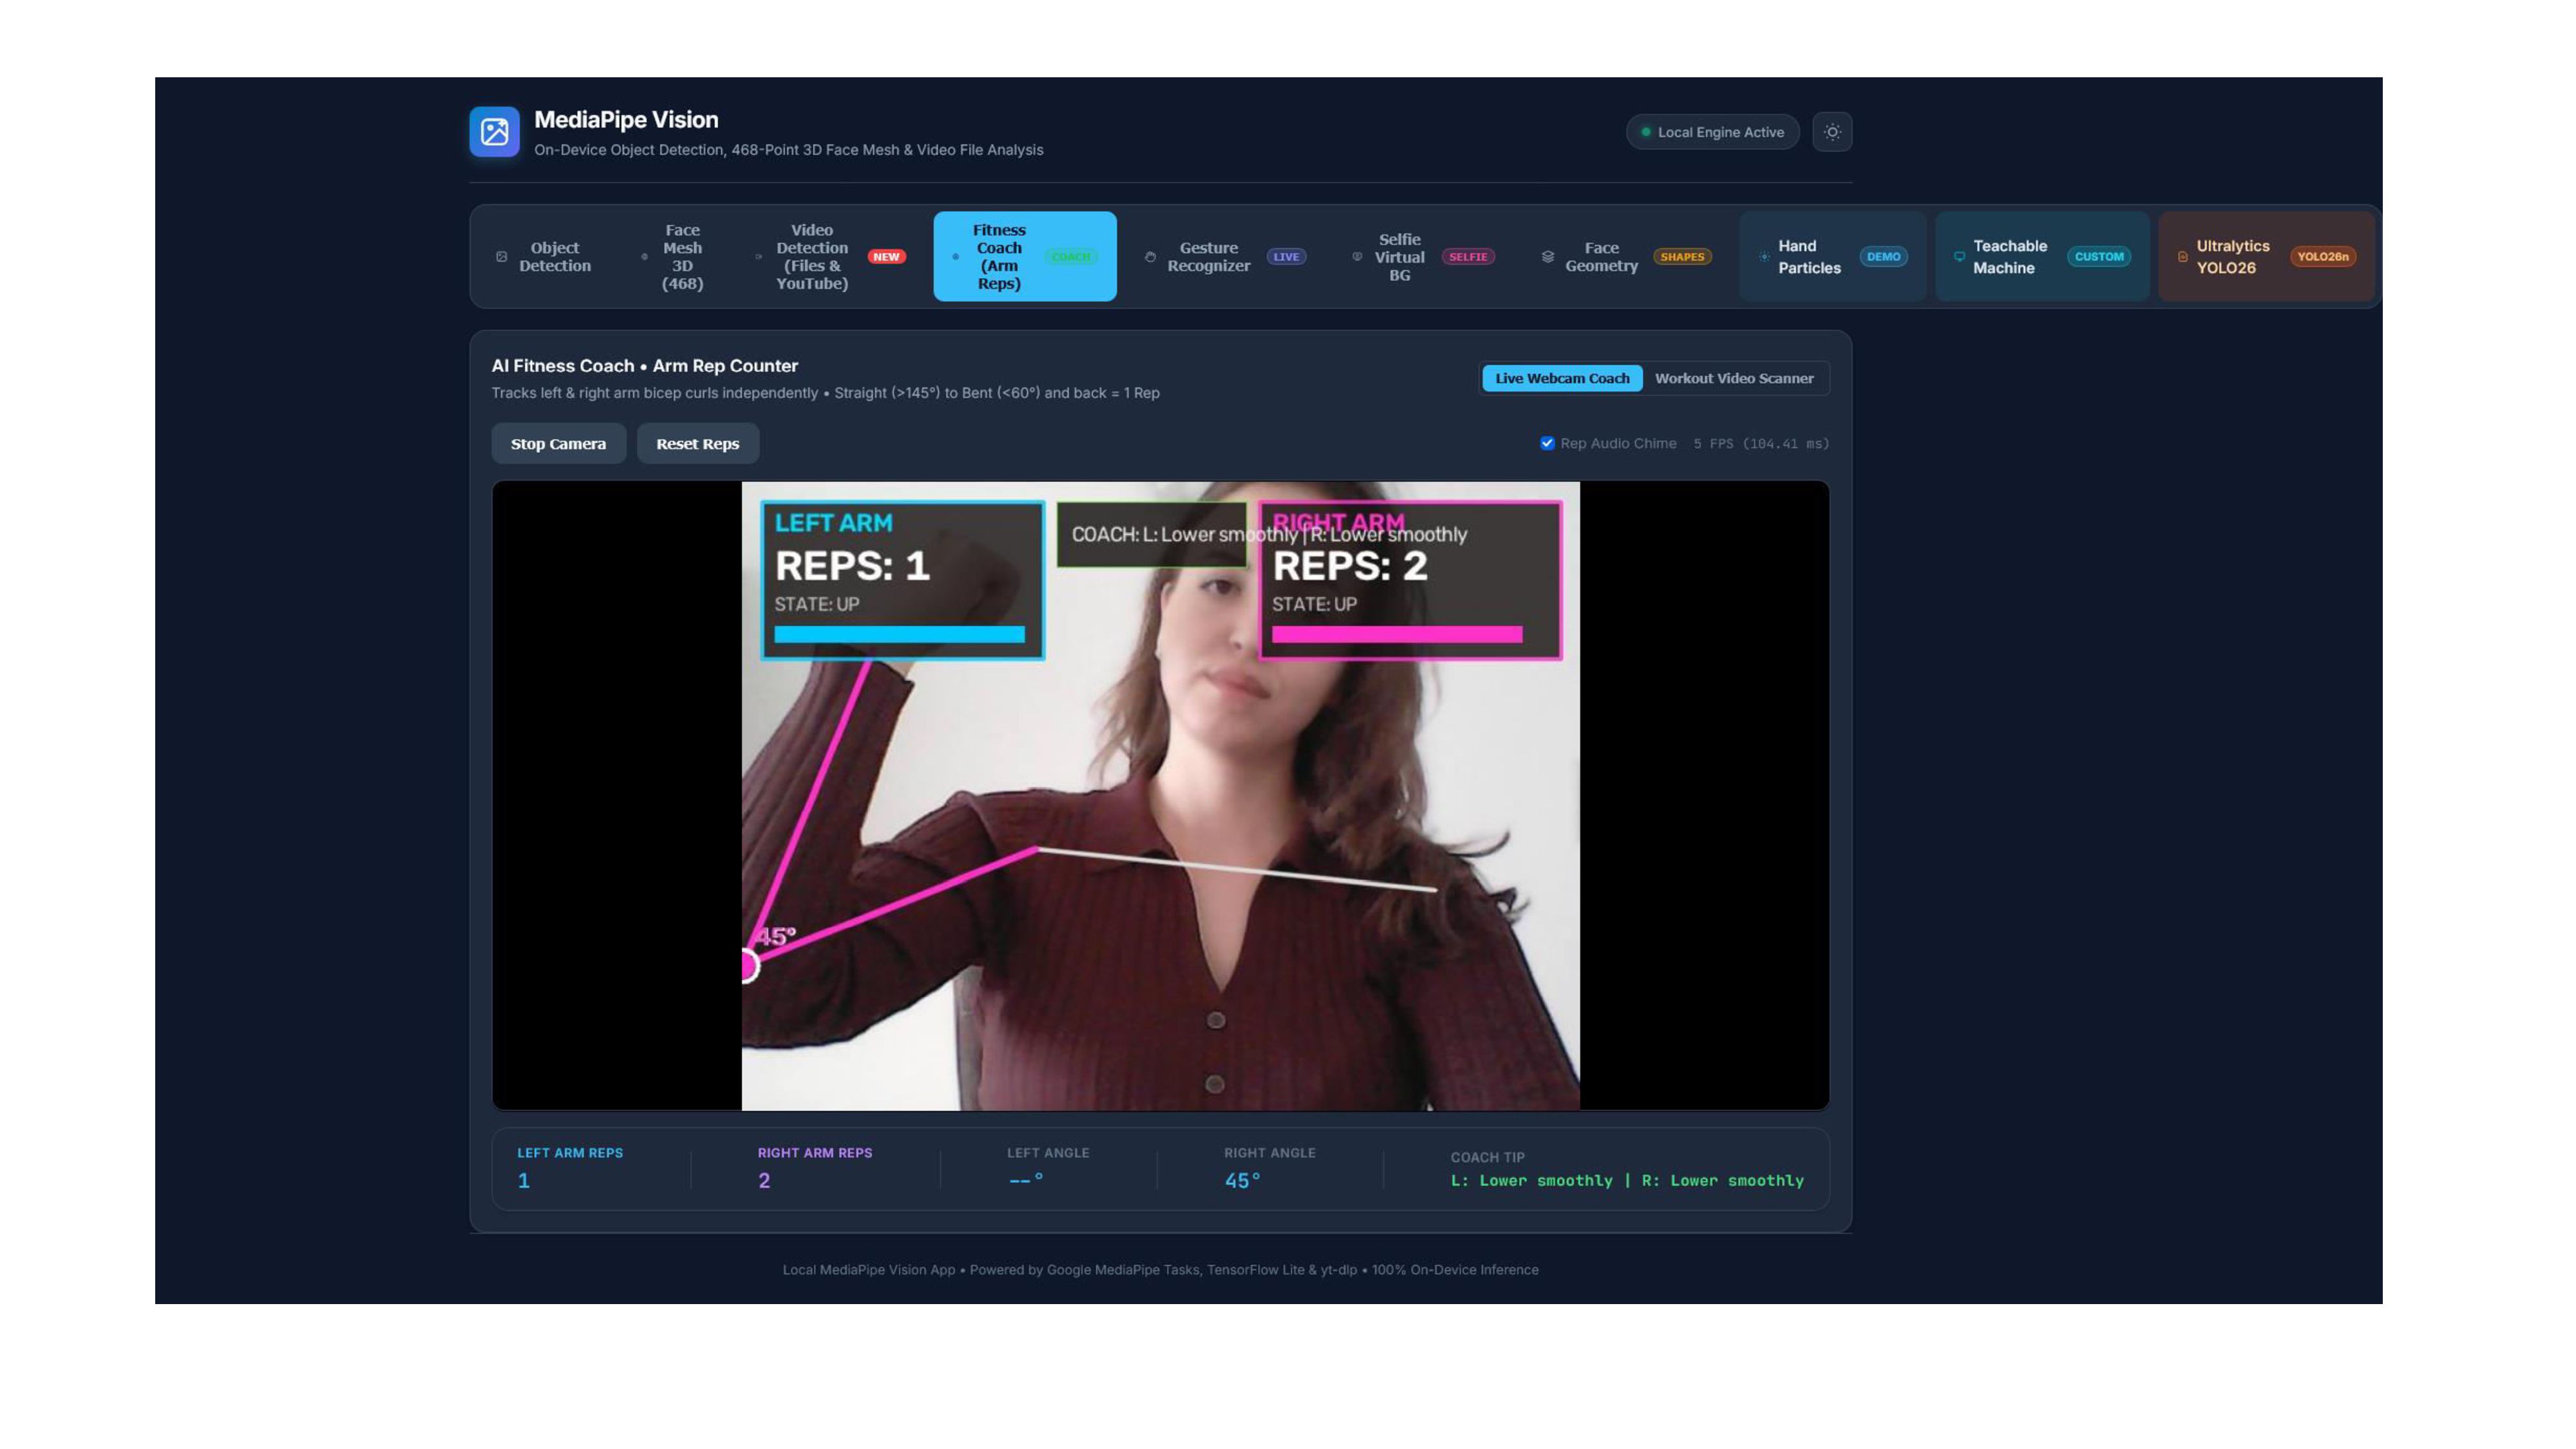 MediaPipe Vision
On-Device Object Detection, 468-Point 3D Face Mesh & Video File Analysis
Local Engine Active
Object
Detection
Face
Mesh
3D
(468)
Video
Detection
(Files &
YouTube)
NEW
Fitness
Coach
(Arm
Reps)
COACH
Gesture
Recognizer
LIVE
Selfie
Virtual
BG
SELFIE
Face
Geometry
SHAPES
Hand
Particles
DEMO
Teachable
Machine
CUSTOM
Ultralytics
YOLO26
YOLO26n
AI Fitness Coach • Arm Rep Counter
Tracks left & right arm bicep curls independently • Straight (>145°) to Bent (<60°) and back = 1 Rep
Live Webcam Coach
Workout Video Scanner
Stop Camera
Reset Reps
Rep Audio Chime
5 FPS (104.41 ms)
LEFT ARM
REPS: 1
STATE: UP
COACH: L: Lower smoothly | R: Lower smoothly
RIGHT ARM
REPS: 2
STATE: UP
45°
LEFT ARM REPS
1
RIGHT ARM REPS
2
LEFT ANGLE
--°
RIGHT ANGLE
45°
COACH TIP
L: Lower smoothly | R: Lower smoothly
Local MediaPipe Vision App • Powered by Google MediaPipe Tasks, TensorFlow Lite & yt-dlp • 100% On-Device Inference